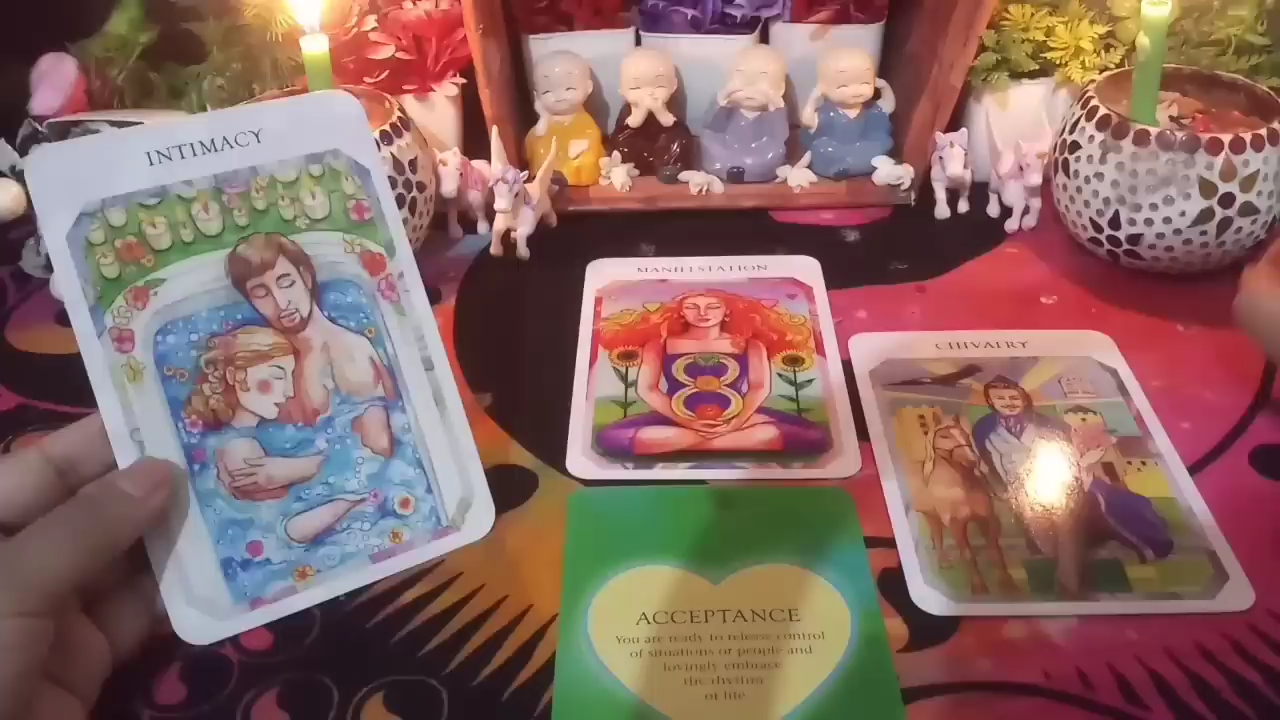 INTIMACY
MANIFESTATION
CHIVALRY
ACCEPTANCE
You are ready to release control
of situations or people and
lovingly embrace
the rhythm
of life